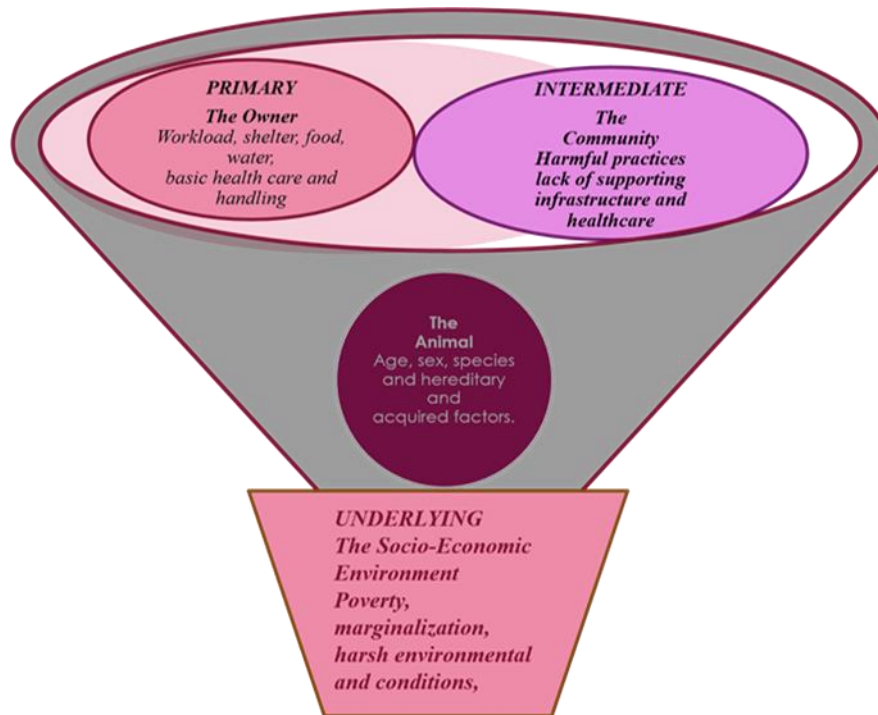 PRIMARY
The Owner
Workload, shelter, food,
water,
basic health care and
handling
INTERMEDIATE
The
Community
Harmful practices
lack of supporting
infrastructure and
healthcare
The
Animal
Age, sex, species
and hereditary
and
acquired factors.
UNDERLYING
The Socio-Economic
Environment
Poverty,
marginalization,
harsh environmental
and conditions,